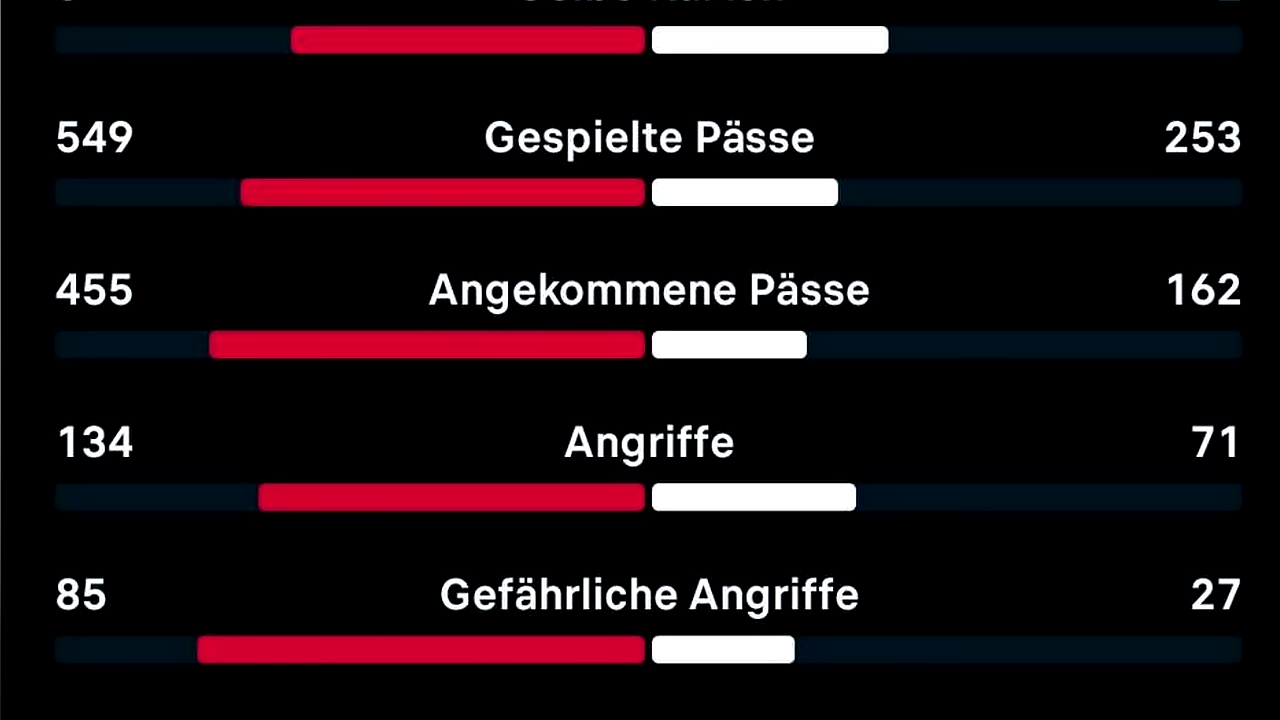 549 Gespielte Pässe 253
455 Angekommene Pässe 162
134 Angriffe 71
85 Gefährliche Angriffe 27